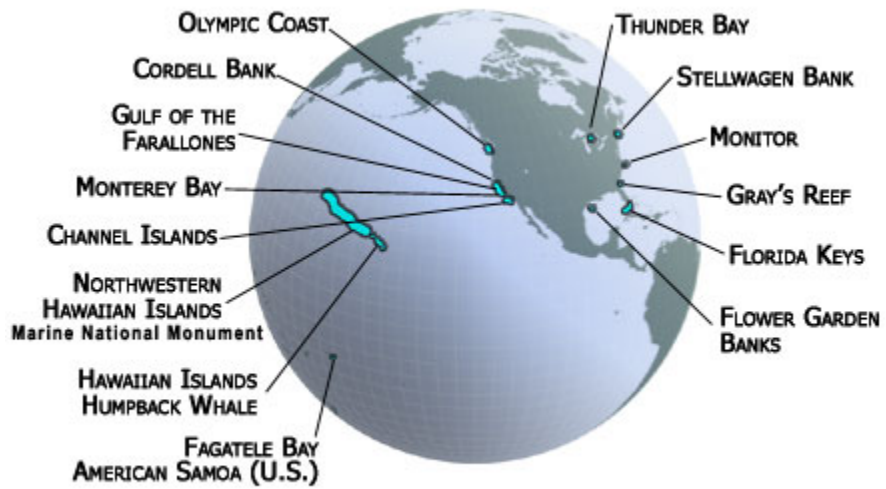 Olympic Coast
Cordell Bank
Gulf of the
Farallones
Monterey Bay
Channel Islands
Northwestern
Hawaiian Islands
Marine National Monument
Hawaiian Islands
Humpback Whale
Fagatele Bay
American Samoa (U.S.)
Thunder Bay
Stellwagen Bank
Monitor
Gray's Reef
Florida Keys
Flower Garden
Banks